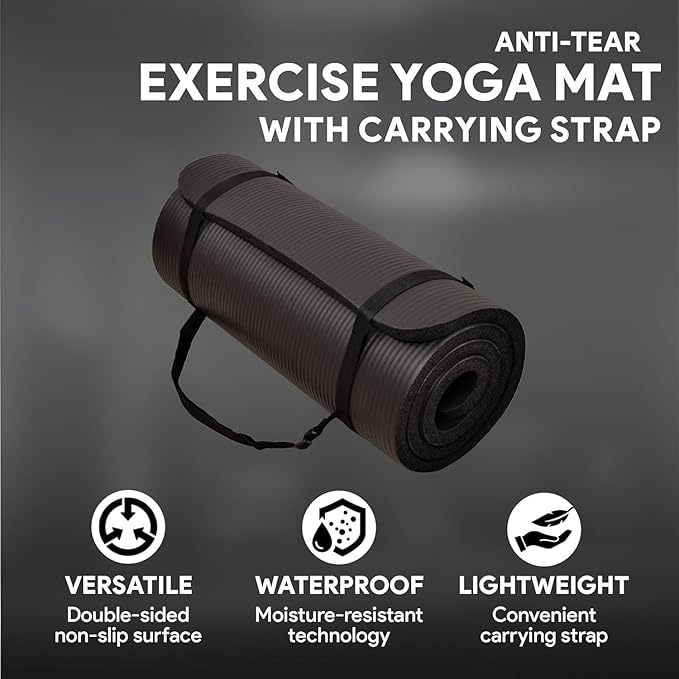 ANTI-TEAR
EXERCISE YOGA MAT
WITH CARRYING STRAP
VERSATILE
Double-sided
non-slip surface
WATERPROOF
Moisture-resistant
technology
LIGHTWEIGHT
Convenient
carrying strap